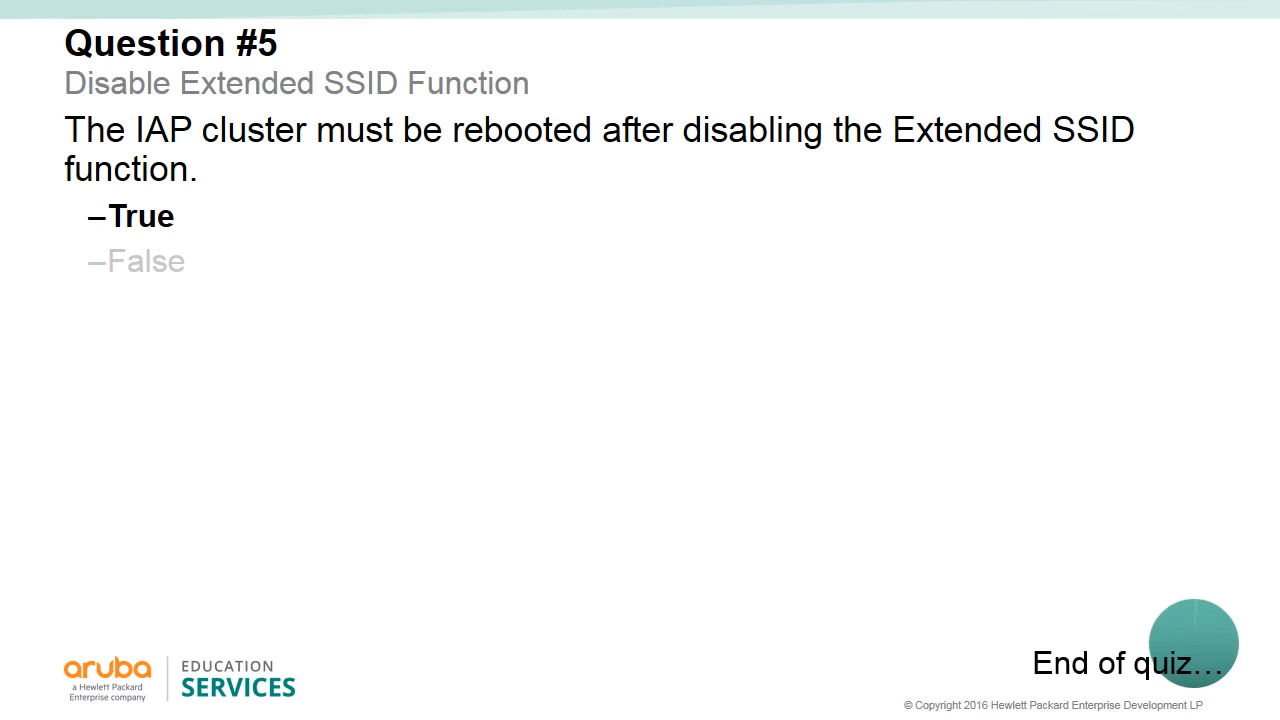 Question #5
Disable Extended SSID Function
The IAP cluster must be rebooted after disabling the Extended SSID
function.
–True
–False
End of quiz…
aruba
a Hewlett Packard
Enterprise company
EDUCATION
SERVICES
© Copyright 2016 Hewlett Packard Enterprise Development LP